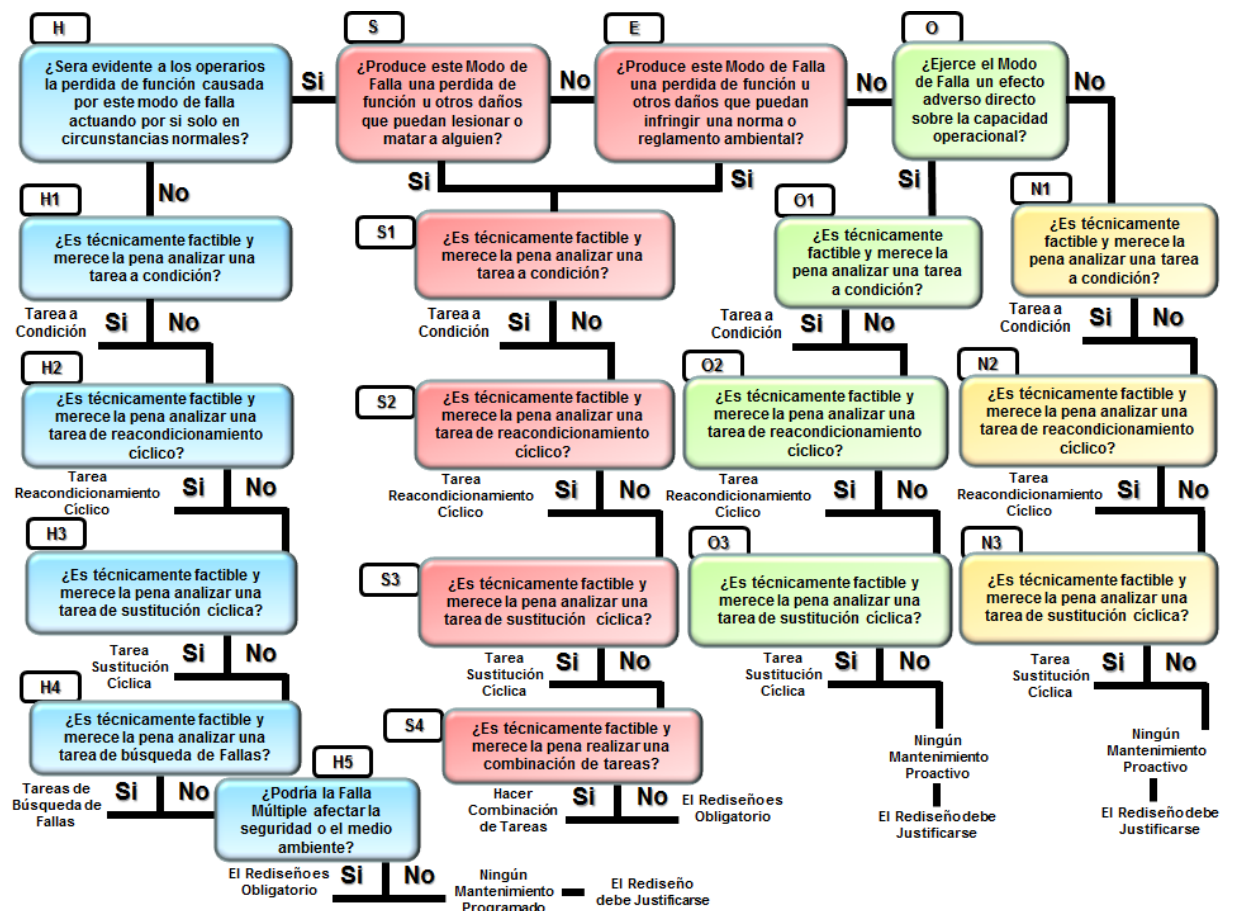 H
¿Sera evidente a los operarios
la perdida de función causada
por este modo de falla
actuando por si solo en
circunstancias normales?
Si
No
S
¿Produce este Modo de
Falla una perdida de
función u otros daños
que puedan lesionar o
matar a alguien?
No
Si
E
¿Produce este Modo de Falla
una perdida de función u
otros daños que puedan
infringir una norma o
reglamento ambiental?
No
Si
O
¿Ejerce el Modo
de Falla un efecto
adverso directo
sobre la capacidad
operacional?
No
Si
H1
¿Es técnicamente factible y
merece la pena analizar una
tarea a condición?
Tarea a
Condición
Si
No
H2
¿Es técnicamente factible y
merece la pena analizar una
tarea de reacondicionamiento
cíclico?
Tarea
Reacondicionamiento
Cíclico
Si
No
H3
¿Es técnicamente factible y
merece la pena analizar una
tarea de sustitución cíclica?
Tarea
Sustitución
Cíclica
Si
No
H4
¿Es técnicamente factible y
merece la pena analizar una
tarea de búsqueda de Fallas?
Tareas de
Búsqueda de
Fallas
Si
No
H5
¿Podría la Falla
Múltiple afectar la
seguridad o el medio
ambiente?
El Rediseño es
Obligatorio
Si
No
Ningún
Mantenimiento
Programado
El Rediseño
debe Justificarse
S1
¿Es técnicamente factible y
merece la pena analizar una
tarea a condición?
Tarea a
Condición
Si
No
S2
¿Es técnicamente factible y
merece la pena analizar una
tarea de reacondicionamiento
cíclico?
Tarea
Reacondicionamiento
Cíclico
Si
No
S3
¿Es técnicamente factible y
merece la pena analizar una
tarea de sustitución cíclica?
Tarea
Sustitución
Cíclica
Si
No
S4
¿Es técnicamente factible y
merece la pena realizar una
combinación de tareas?
Hacer
Combinación
de Tareas
Si
No
El Rediseño es
Obligatorio
O1
¿Es técnicamente
factible y merece la
pena analizar una tarea
a condición?
Tarea a
Condición
Si
No
O2
¿Es técnicamente factible y
merece la pena analizar una
tarea de reacondicionamiento
cíclico?
Tarea
Reacondicionamiento
Cíclico
Si
No
O3
¿Es técnicamente factible y
merece la pena analizar una
tarea de sustitución cíclica?
Tarea
Sustitución
Cíclica
Si
No
Ningún
Mantenimiento
Proactivo
El Rediseño debe
Justificarse
N1
¿Es técnicamente
factible y merece la
pena analizar una tarea
a condición?
Tarea a
Condición
Si
No
N2
¿Es técnicamente factible y
merece la pena analizar una
tarea de reacondicionamiento
cíclico?
Tarea
Reacondicionamiento
Cíclico
Si
No
N3
¿Es técnicamente factible y
merece la pena analizar una
tarea de sustitución cíclica?
Tarea
Sustitución
Cíclica
Si
No
Ningún
Mantenimiento
Proactivo
El Rediseño debe
Justificarse